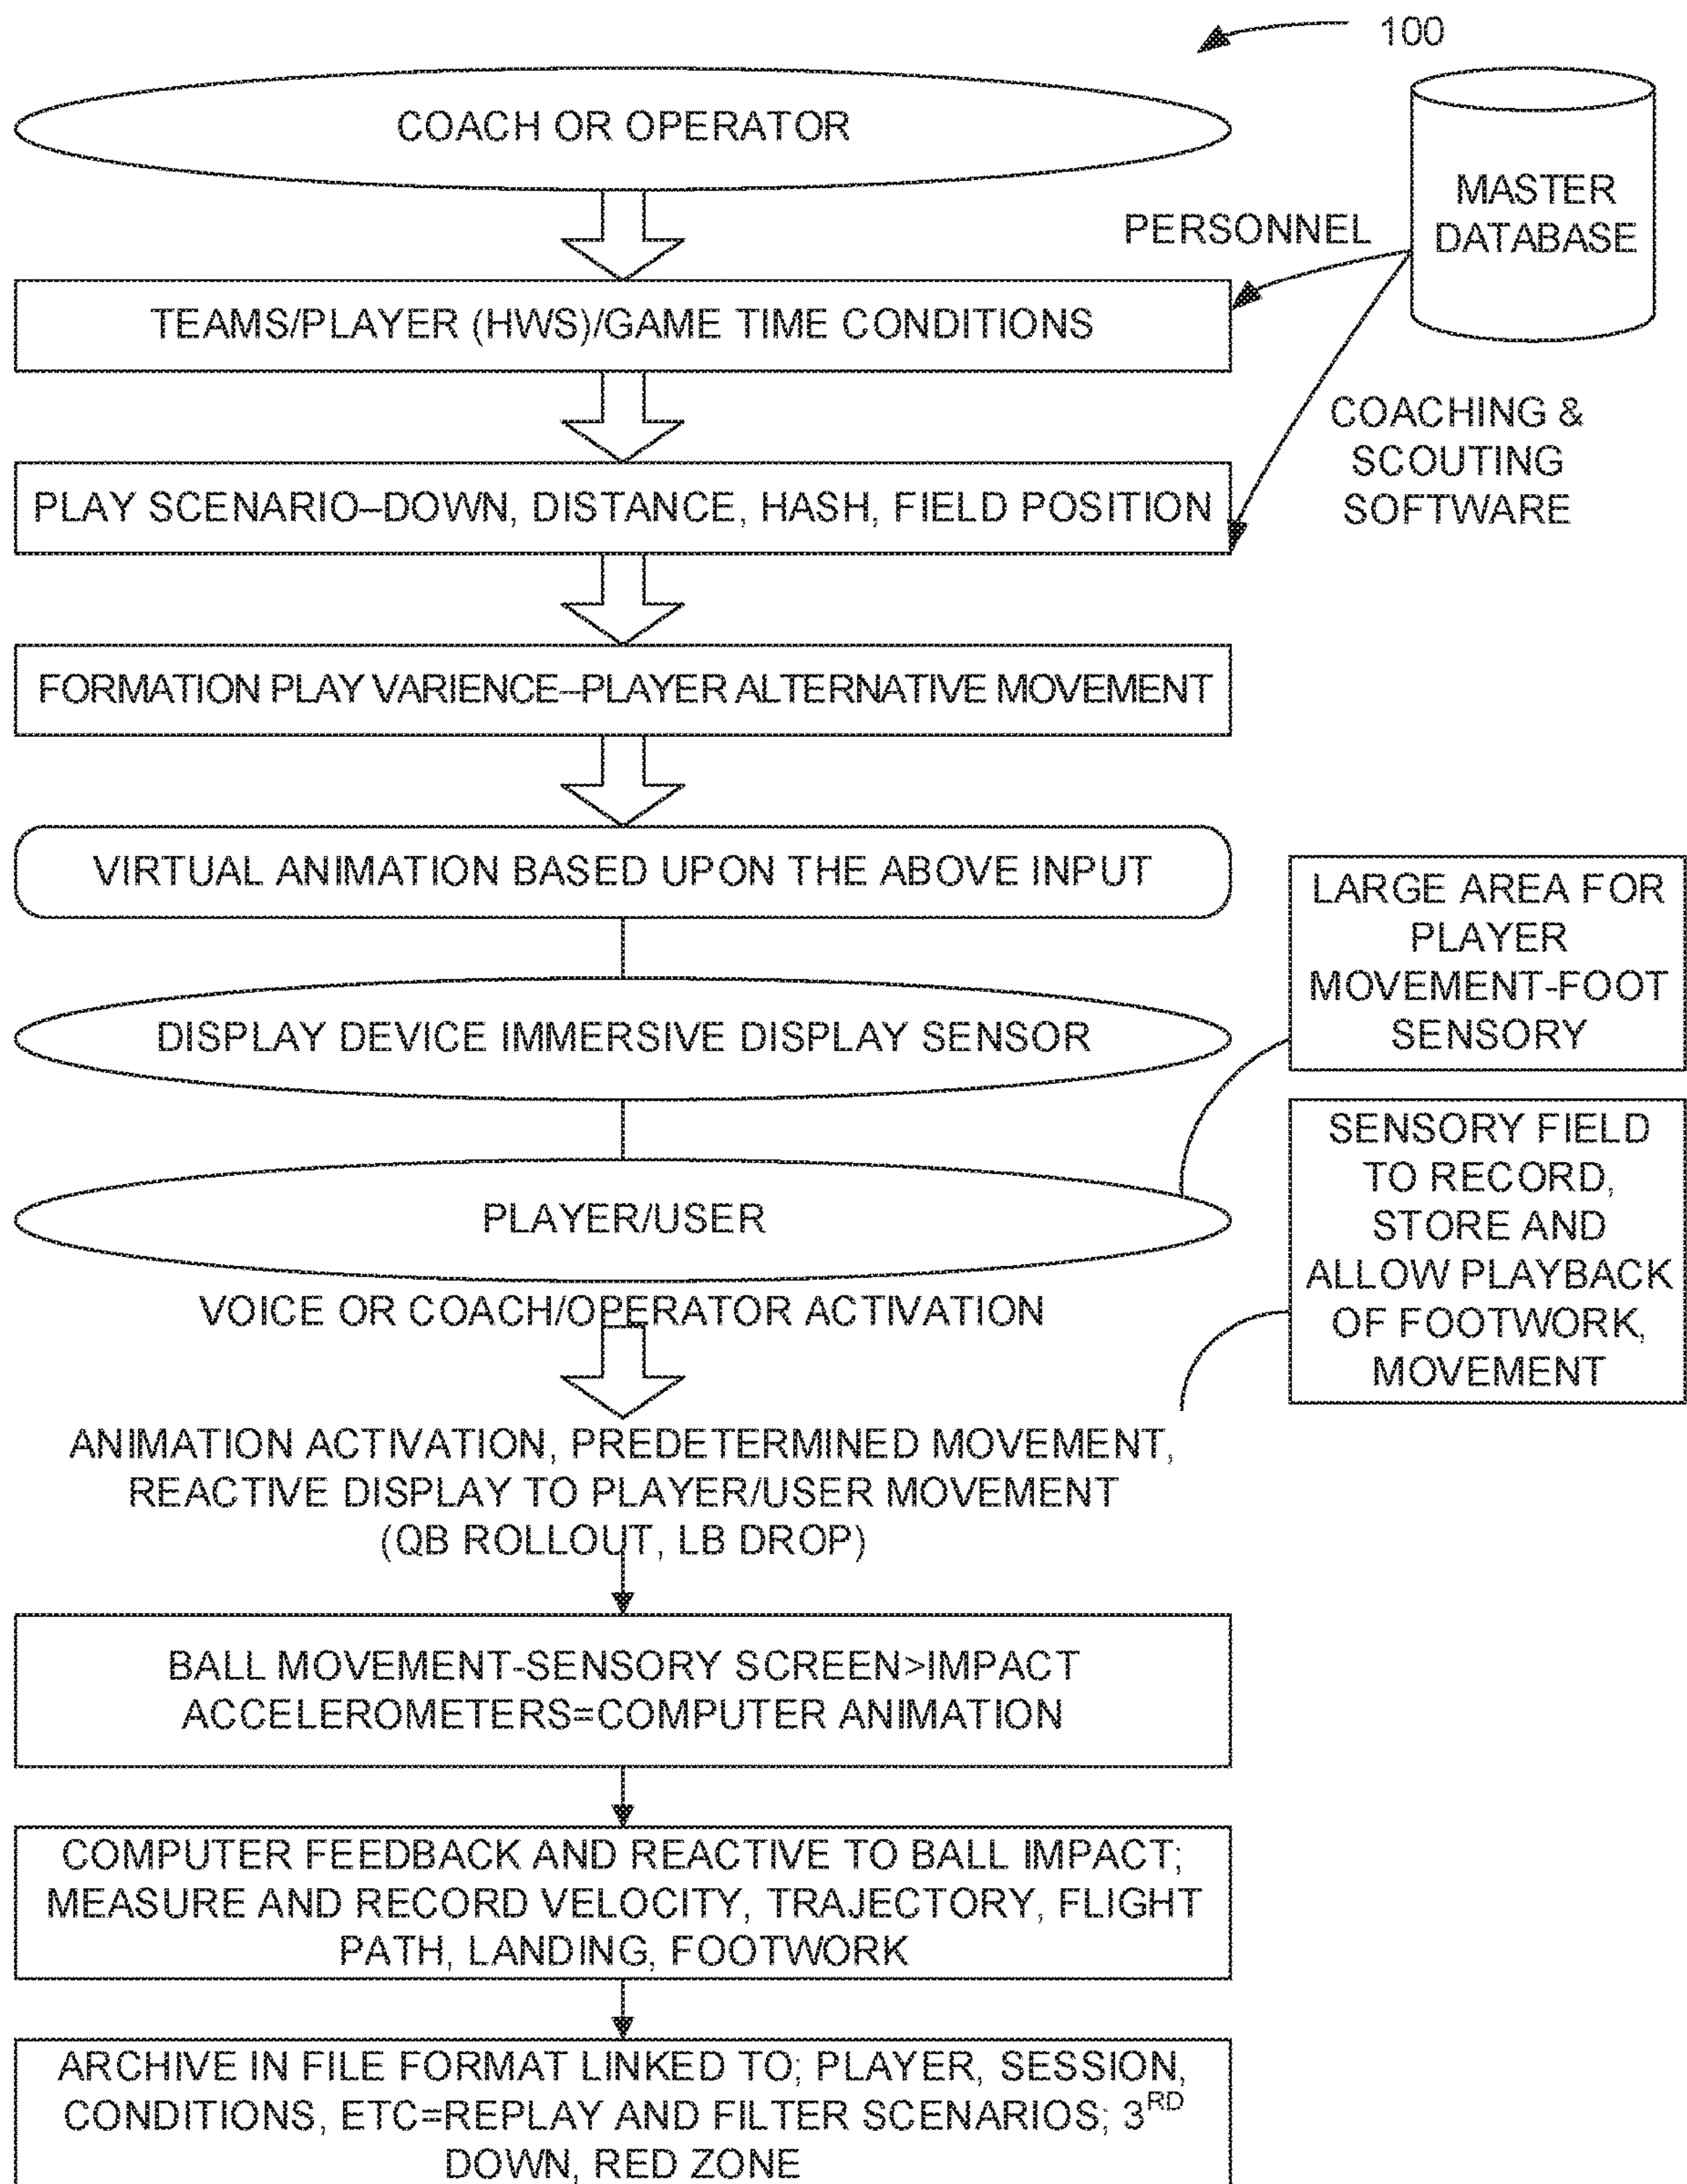 100
COACH OR OPERATOR
MASTER
DATABASE
PERSONNEL
TEAMS/PLAYER (HWS)/GAME TIME CONDITIONS
COACHING &
SCOUTING
SOFTWARE
PLAY SCENARIO–DOWN, DISTANCE, HASH, FIELD POSITION
FORMATION PLAY VARIENCE–PLAYER ALTERNATIVE MOVEMENT
VIRTUAL ANIMATION BASED UPON THE ABOVE INPUT
LARGE AREA FOR
PLAYER
MOVEMENT-FOOT
SENSORY
DISPLAY DEVICE IMMERSIVE DISPLAY SENSOR
SENSORY FIELD
TO RECORD,
STORE AND
ALLOW PLAYBACK
OF FOOTWORK,
MOVEMENT
PLAYER/USER
VOICE OR COACH/OPERATOR ACTIVATION
ANIMATION ACTIVATION, PREDETERMINED MOVEMENT,
REACTIVE DISPLAY TO PLAYER/USER MOVEMENT
(QB ROLLOUT, LB DROP)
BALL MOVEMENT-SENSORY SCREEN>IMPACT
ACCELEROMETERS=COMPUTER ANIMATION
COMPUTER FEEDBACK AND REACTIVE TO BALL IMPACT;
MEASURE AND RECORD VELOCITY, TRAJECTORY, FLIGHT
PATH, LANDING, FOOTWORK
ARCHIVE IN FILE FORMAT LINKED TO; PLAYER, SESSION,
CONDITIONS, ETC=REPLAY AND FILTER SCENARIOS; 3RD
DOWN, RED ZONE